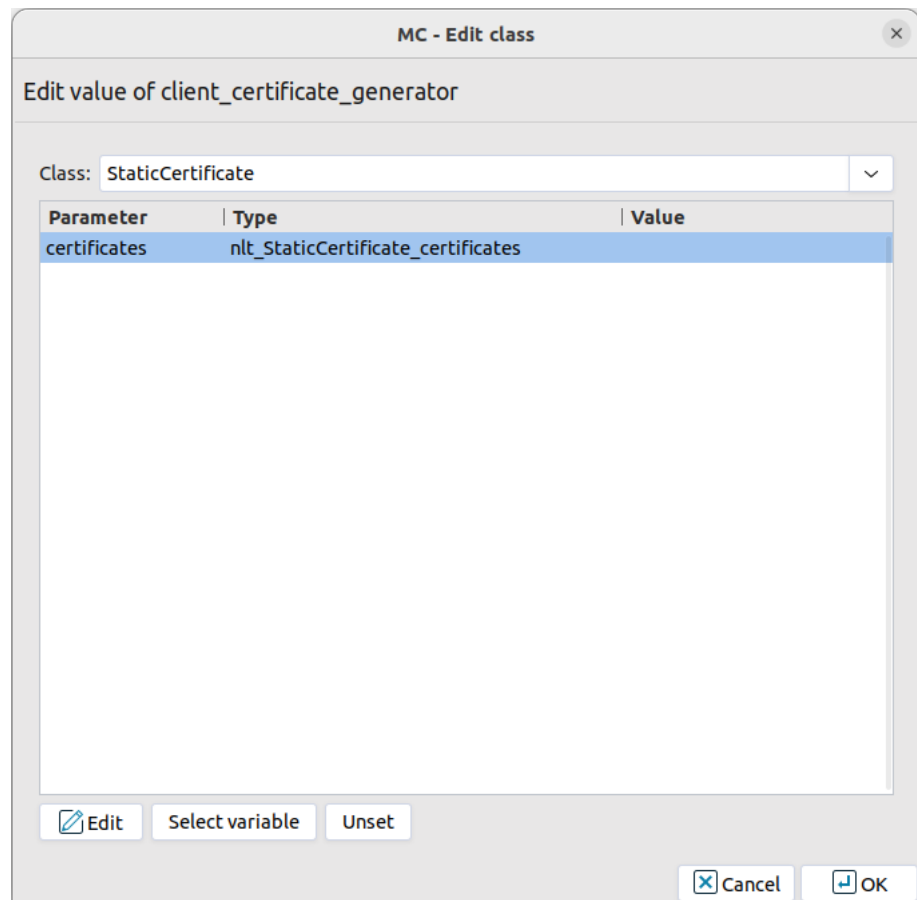 MC - Edit class
Edit value of client_certificate_generator
Class: StaticCertificate
Parameter Type Value
certificates nlt_StaticCertificate_certificates
Edit Select variable Unset
Cancel OK